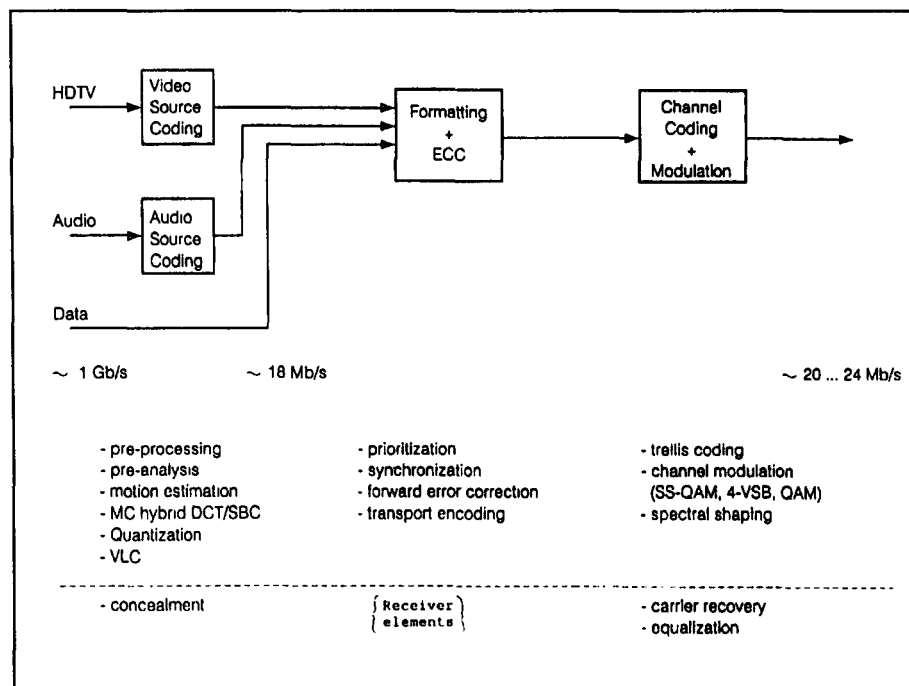 HDTV
Video
Source
Coding
Formatting
+
ECC
Channel
Coding
+
Modulation
Audio
Audio
Source
Coding
Data
~ 1 Gb/s
~ 18 Mb/s
~ 20 ... 24 Mb/s
- pre-processing
- pre-analysis
- motion estimation
- MC hybrid DCT/SBC
- Quantization
- VLC
- prioritization
- synchronization
- forward error correction
- transport encoding
- trellis coding
- channel modulation
(SS-QAM, 4-VSB, QAM)
- spectral shaping
- concealment
{ Receiver
elements }
- carrier recovery
- equalization